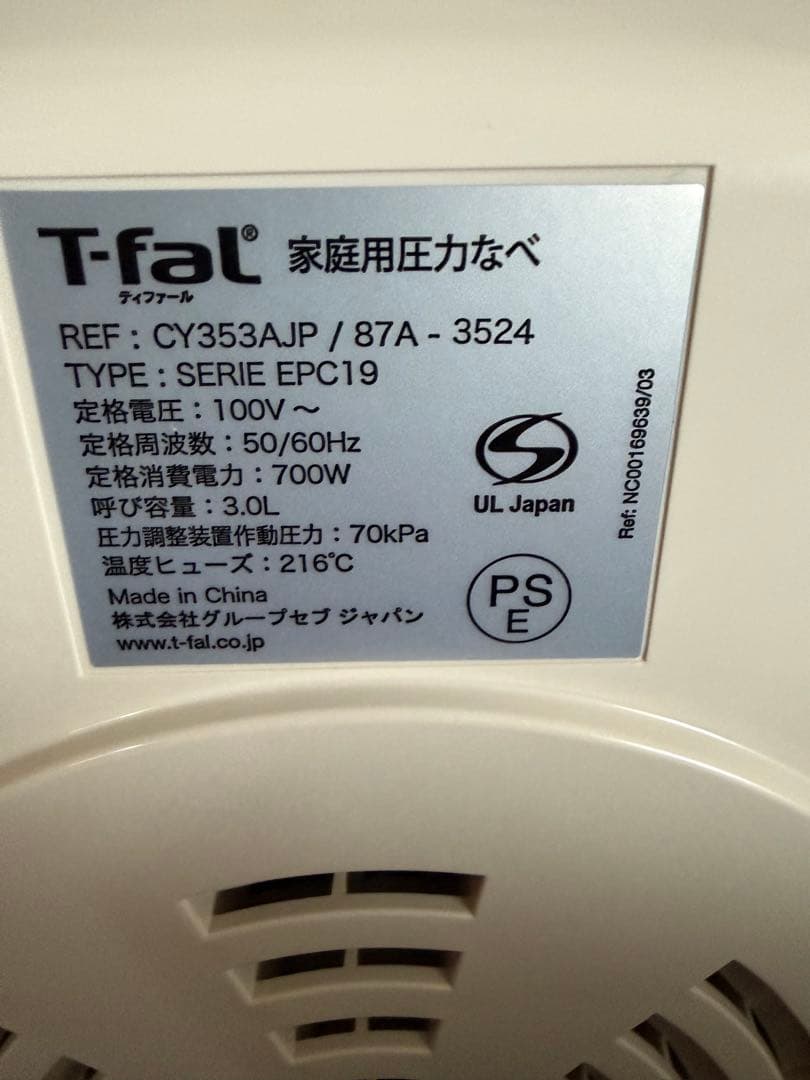 T-fal® 家庭用圧力なべ
ティファール
REF : CY353AJP / 87A - 3524
TYPE : SERIE EPC19
定格電圧 : 100V ~
定格周波数 : 50/60Hz
定格消費電力 : 700W
呼び容量 : 3.0L
圧力調整装置作動圧力 : 70kPa
温度ヒューズ : 216℃
Made in China
株式会社グループセブ ジャパン
www.t-fal.co.jp
S
UL Japan
PS
E
Ref: NC00169639/03